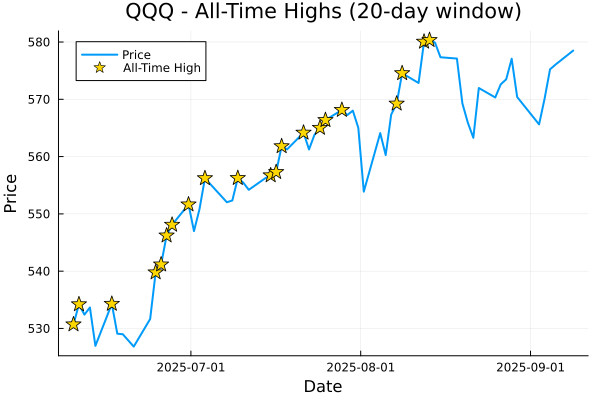 QQQ - All-Time Highs (20-day window)
Price
All-Time High
580
570
560
550
540
530
Price
2025-07-01
2025-08-01
2025-09-01
Date